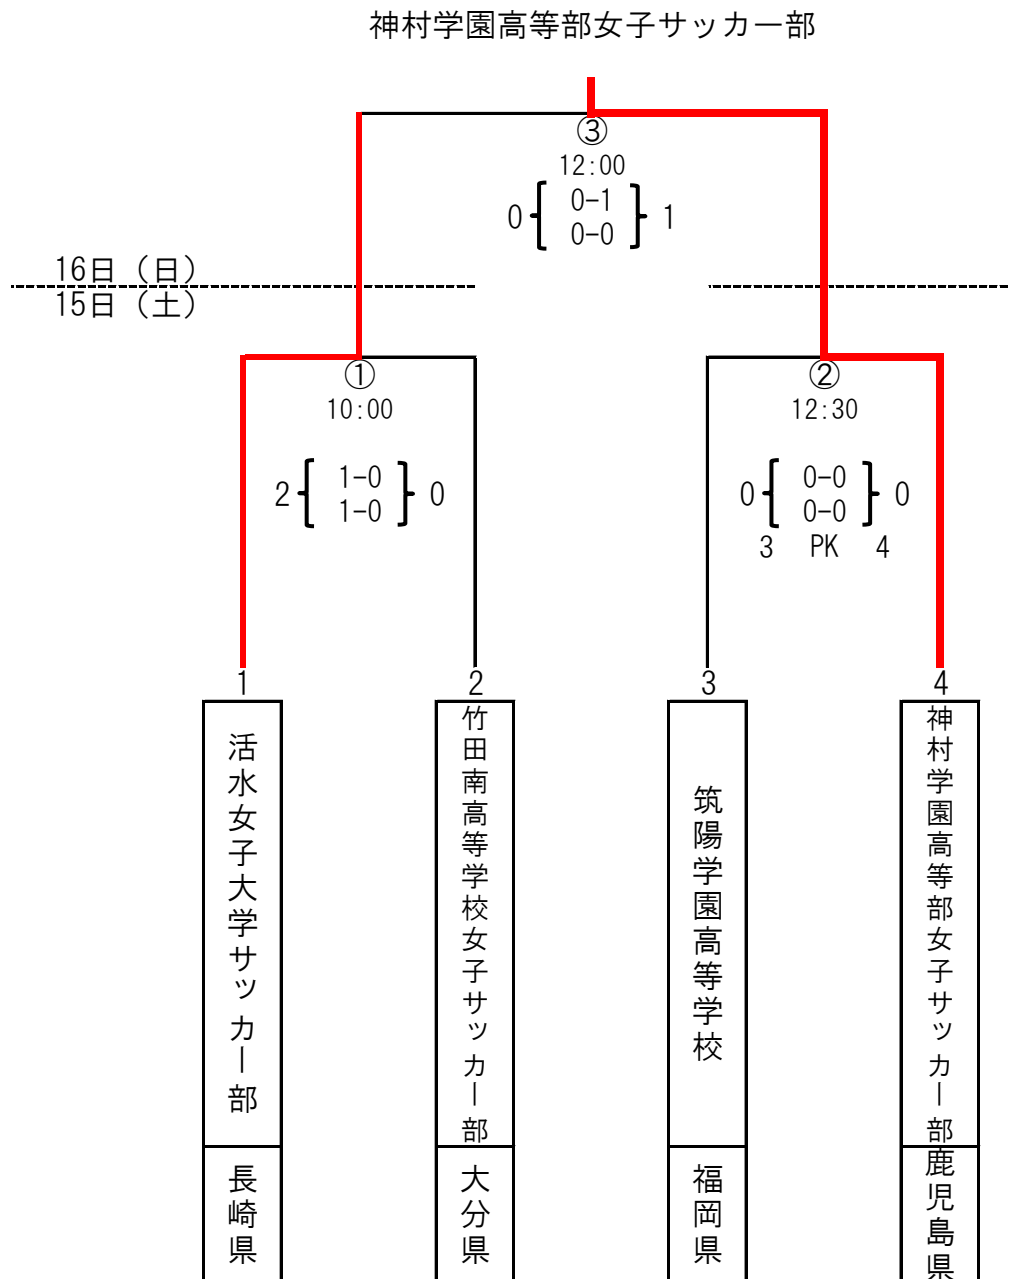 神村学園高等部女子サッカー部
③
12:00
0 0-1 1
0-0
16日（日）
15日（土）
①
10:00
2 1-0 0
1-0
②
12:30
0 0-0 0
0-0
3 PK 4
1
2
3
4
活水女子大学サッカー部
竹田南高等学校女子サッカー部
筑陽学園高等学校
神村学園高等部女子サッカー部
長崎県
大分県
福岡県
鹿児島県